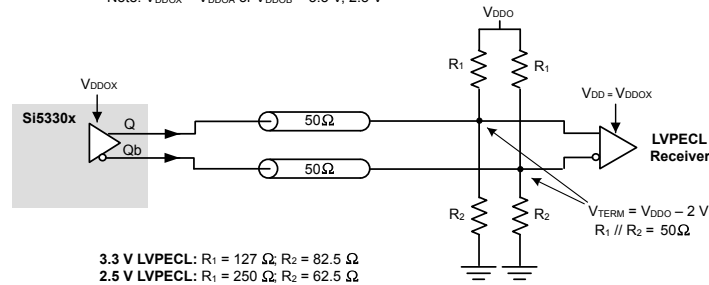 VDDO
R1
R1
VDDOX
VDD = VDDOX
Si5330x
Q
50Ω
Qb
50Ω
LVPECL
Receiver
R2
R2
VTERM = VDDO – 2 V
R1 // R2 = 50Ω
3.3 V LVPECL: R1 = 127 Ω; R2 = 82.5 Ω
2.5 V LVPECL: R1 = 250 Ω; R2 = 62.5 Ω